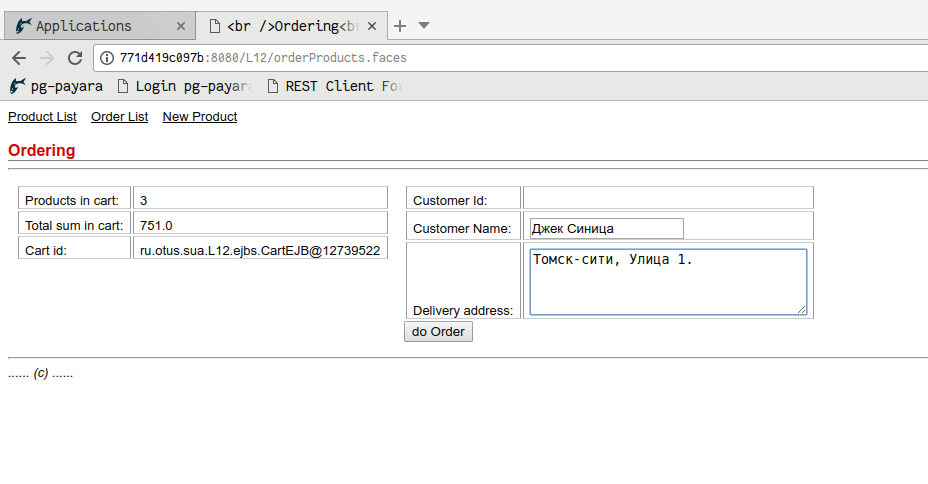 Applications
<br />Ordering<b
771d419c097b:8080/L12/orderProducts.faces
pg-payara Login pg-payar REST Client Fo
Product List Order List New Product
Ordering
Products in cart: 3
Total sum in cart: 751.0
Cart id: ru.otus.sua.L12.ejbs.CartEJB@12739522
Customer Id:
Customer Name: Джек Синица
Delivery address: Томск-сити, Улица 1.
do Order
...... (c) ......